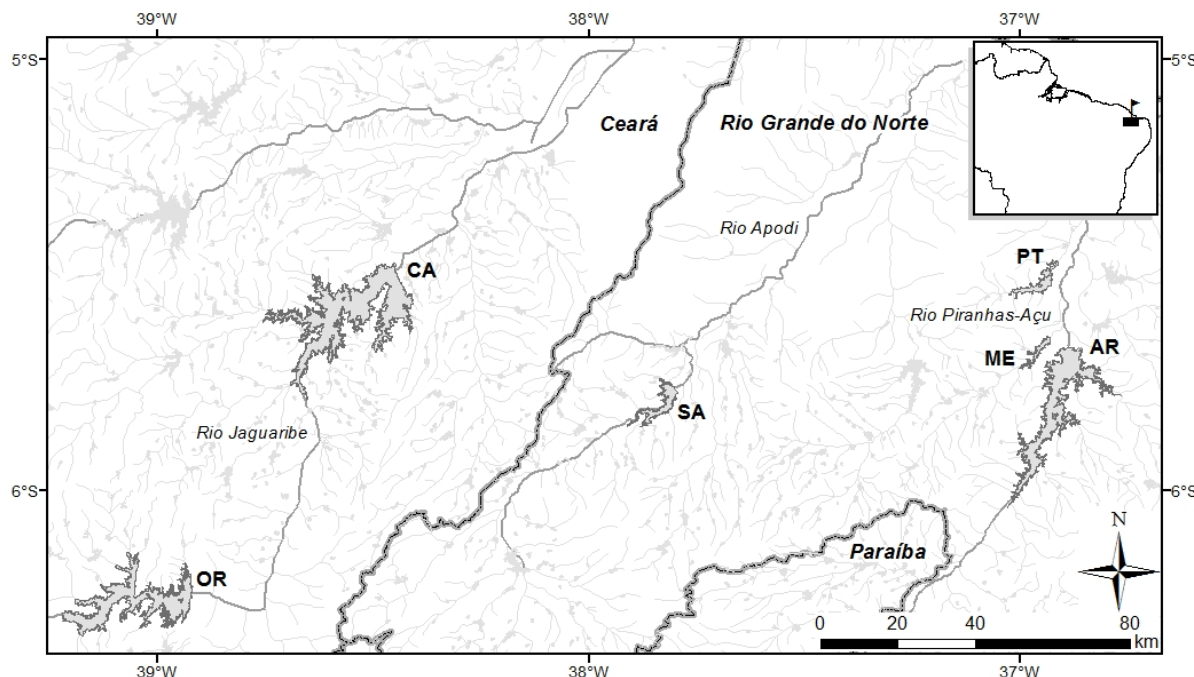 39°W 38°W 37°W
5°S 5°S
Ceará Rio Grande do Norte
Rio Apodi
PT
CA
Rio Piranhas-Açu
ME AR
SA
Rio Jaguaribe
6°S 6°S
N
Paraíba
OR
0 20 40 80
km
39°W 38°W 37°W